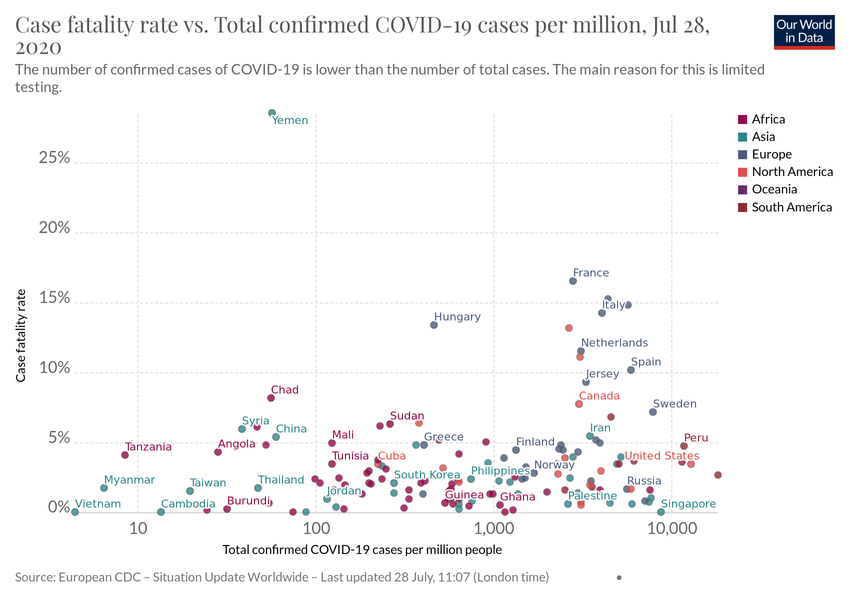 Case fatality rate vs. Total confirmed COVID-19 cases per million, Jul 28,
2020
Our World
in Data
The number of confirmed cases of COVID-19 is lower than the number of total cases. The main reason for this is limited
testing.
Yemen
Africa
Asia
Europe
North America
Oceania
South America
25%
20%
15%
10%
5%
0%
Case fatality rate
France
Italy
Hungary
Netherlands
Spain
Jersey
Chad
Canada
Sweden
Sudan
Syria
China
Mali
Iran
Tanzania
Angola
Greece
Finland
Peru
Tunisia
Cuba
United States
Norway
Myanmar
Taiwan
Thailand
South Korea
Philippines
Russia
Jordan
Guinea
Ghana
Palestine
Vietnam
Cambodia
Burundi
Singapore
10
100
1,000
10,000
Total confirmed COVID-19 cases per million people
Source: European CDC – Situation Update Worldwide – Last updated 28 July, 11:07 (London time)